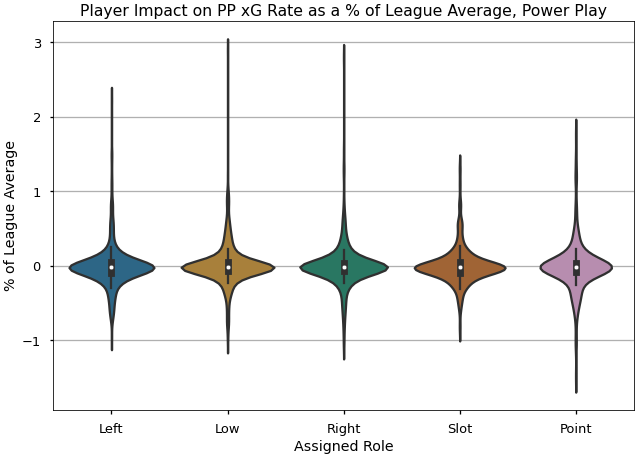 Player Impact on PP xG Rate as a % of League Average, Power Play
% of League Average
3
2
1
0
−1
Left Low Right Slot Point
Assigned Role